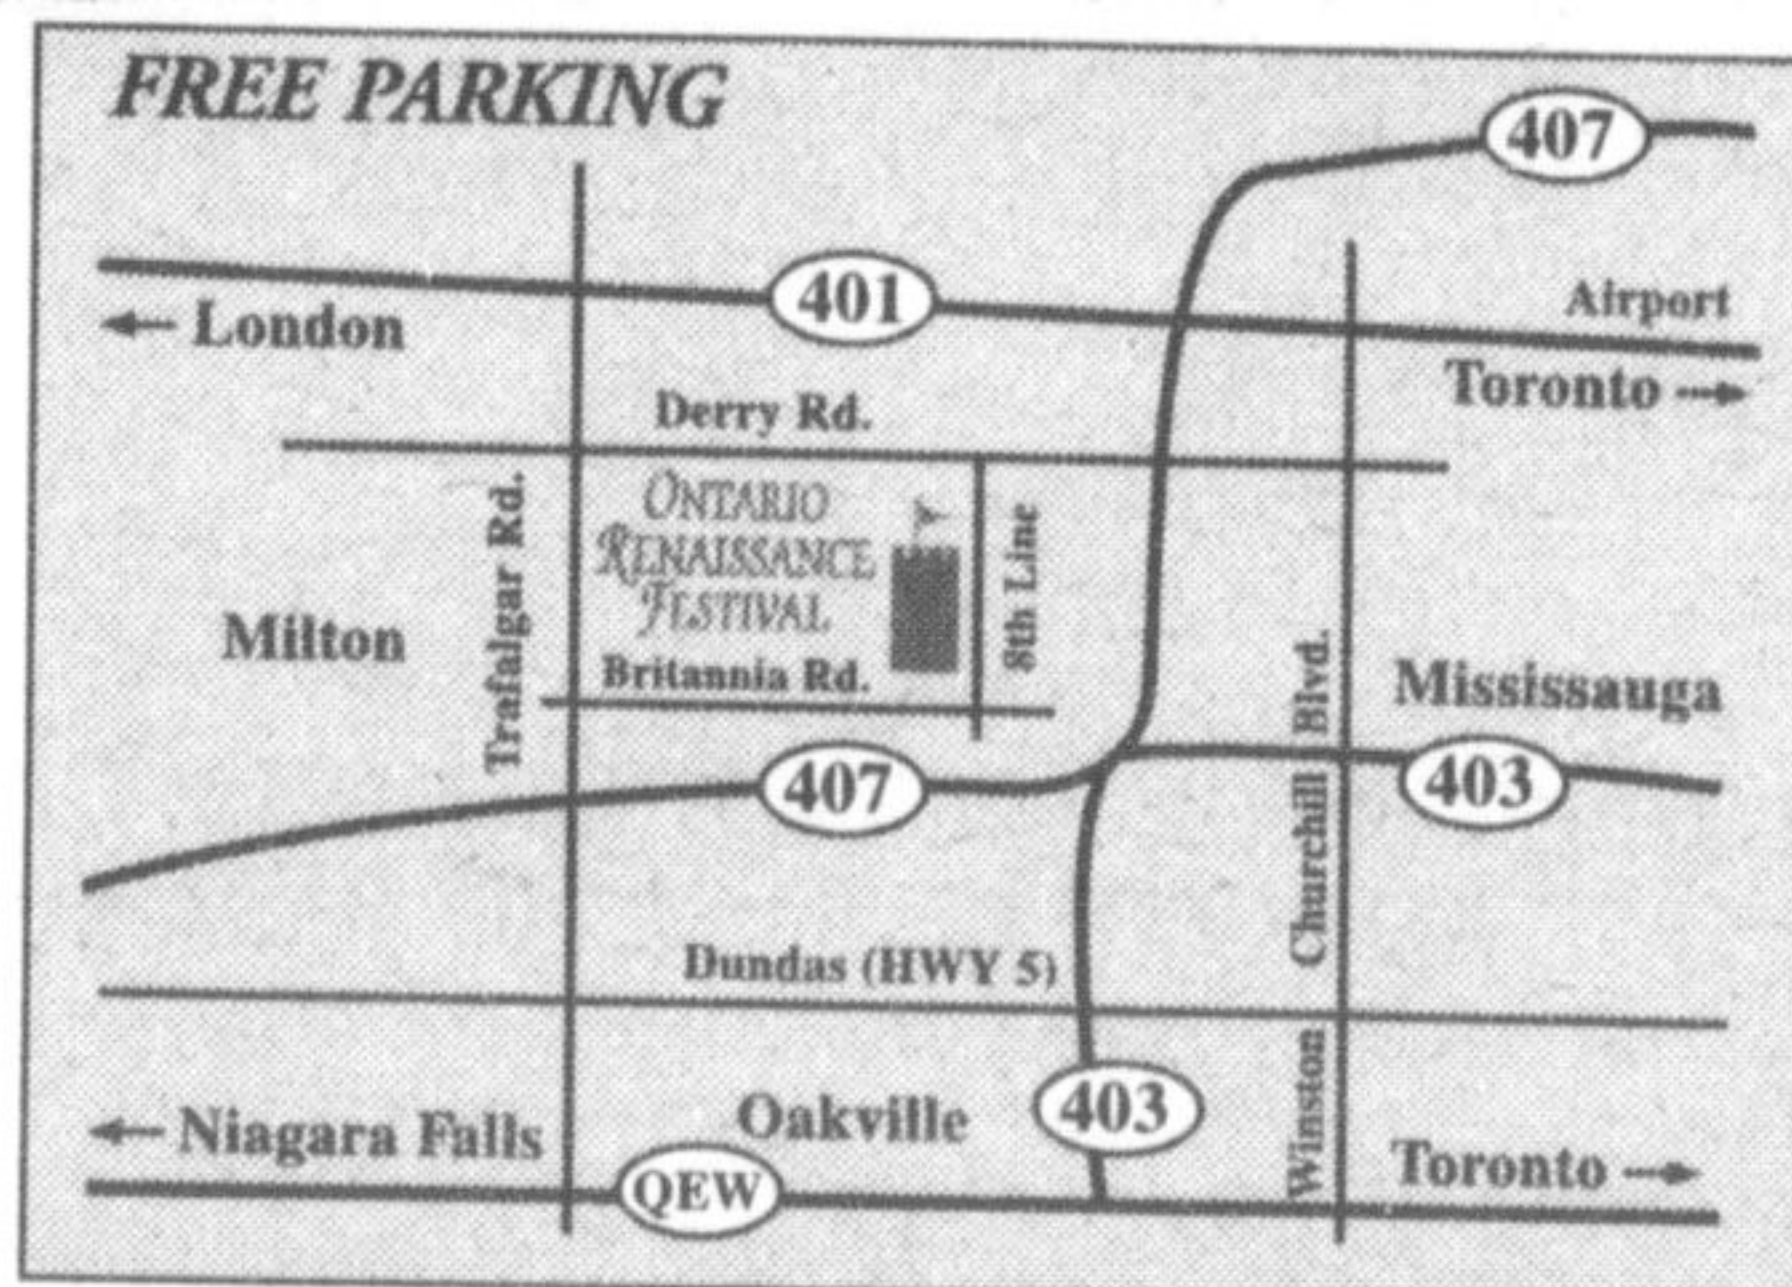 FREE PARKING
407
401
← London
Airport
Toronto →
Derry Rd.
Trafalgar Rd.
ONTARIO
RENAISSANCE
FESTIVAL
8th Line
Britannia Rd.
Milton
Mississauga
407
403
Winston Churchill Blvd.
Dundas (HWY 5)
403
← Niagara Falls
Oakville
QEW
Toronto →